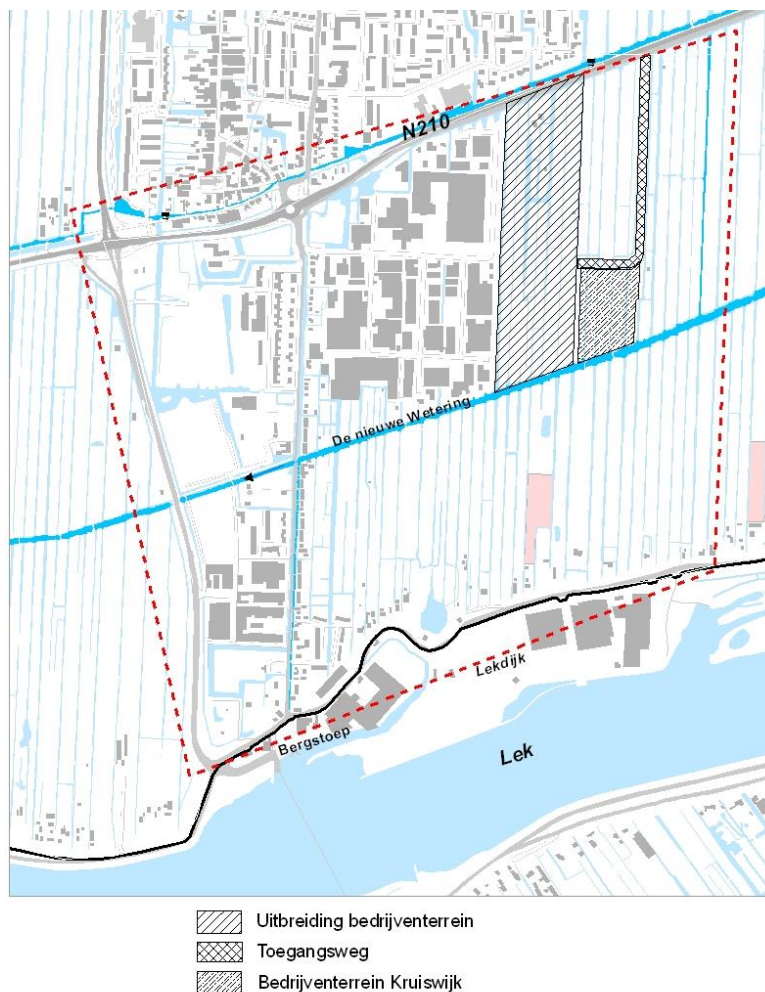 N210
De nieuwe Wetering
Lekdijk
Bergstoep
Lek
Uitbreiding bedrijventerrein
Toegangsweg
Bedrijventerrein Kruiswijk